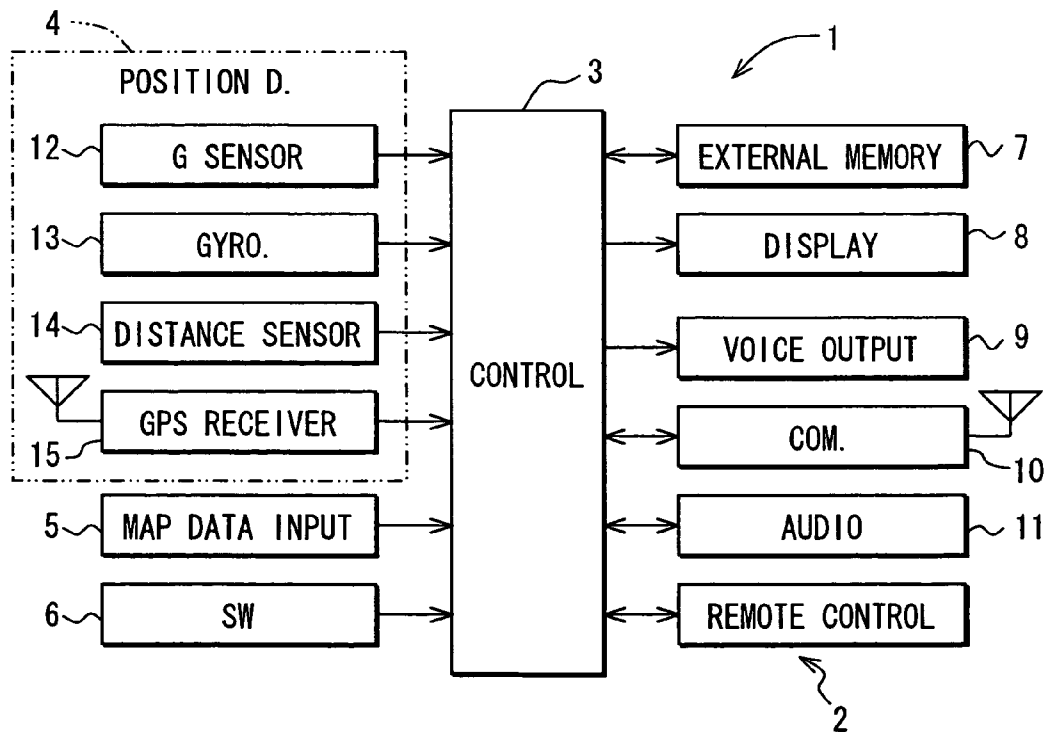 4
1
POSITION D.
3
12
G SENSOR
EXTERNAL MEMORY
7
13
GYRO.
DISPLAY
8
14
DISTANCE SENSOR
VOICE OUTPUT
9
CONTROL
15
GPS RECEIVER
COM.
10
5
MAP DATA INPUT
AUDIO
11
6
SW
REMOTE CONTROL
2